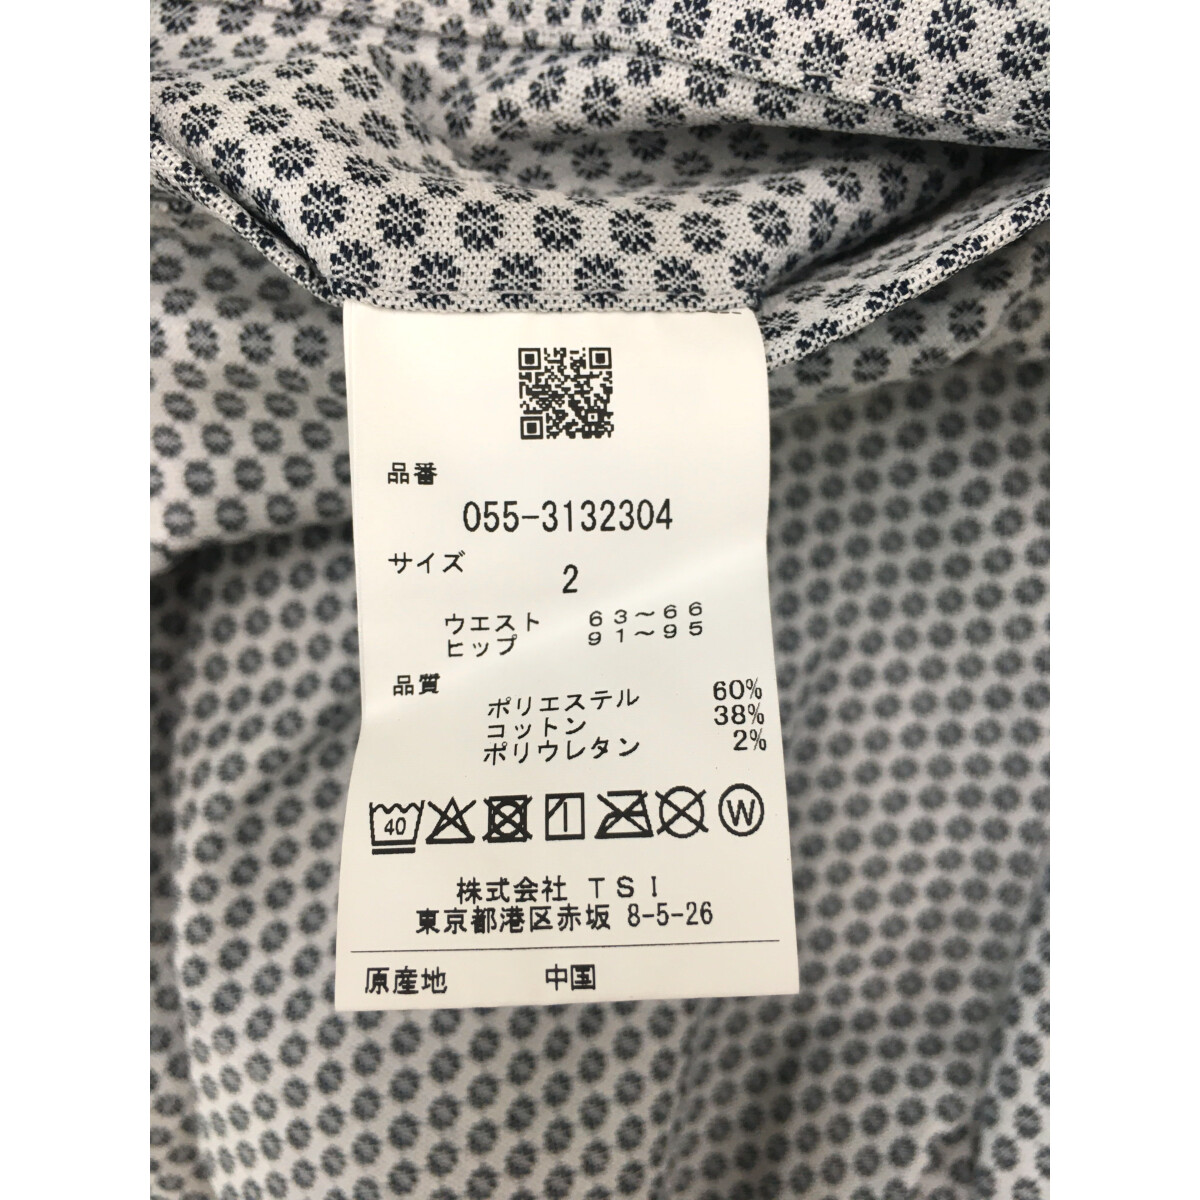 品番
055-3132304
サイズ
2
ウエスト 63～66
ヒップ 91～95
品質
ポリエステル 60%
コットン 38%
ポリウレタン 2%
40 W
株式会社 TSI
東京都港区赤坂 8-5-26
原産地 中国